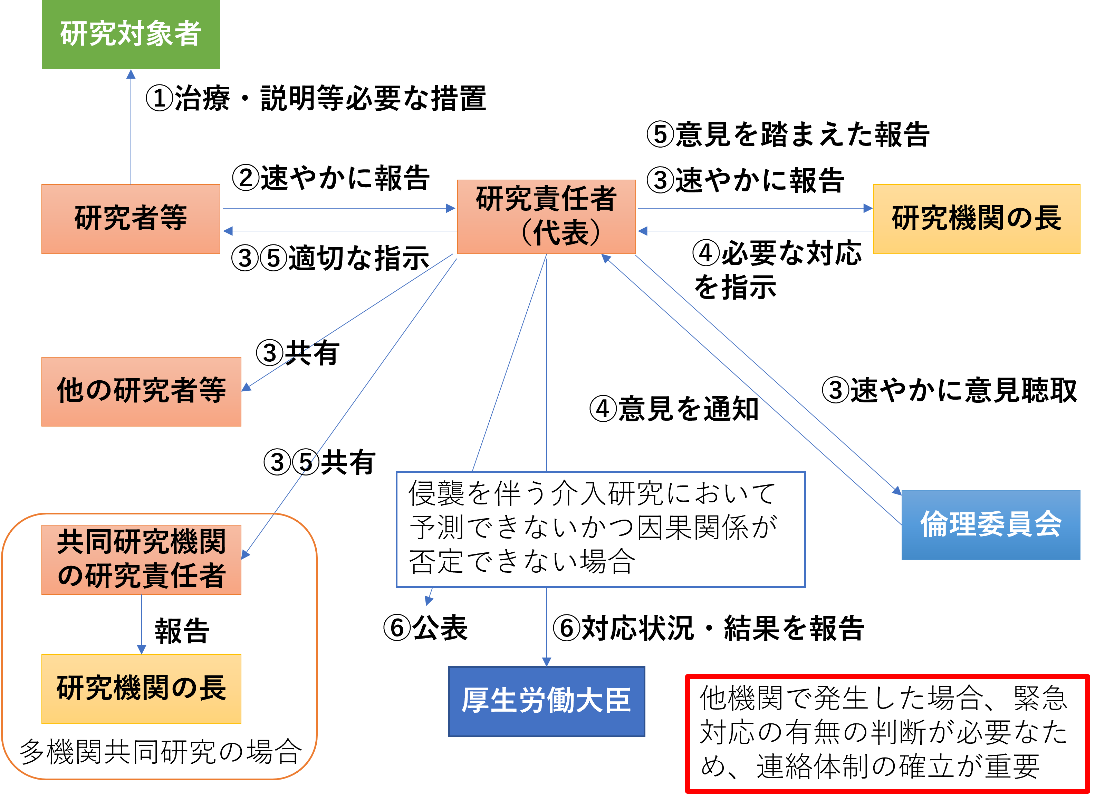 研究対象者
①治療・説明等必要な措置
⑤意見を踏まえた報告
②速やかに報告
③速やかに報告
研究者等
研究責任者
（代表）
研究機関の長
③⑤適切な指示
④必要な対応
を指示
③共有
他の研究者等
④意見を通知
③速やかに意見聴取
③⑤共有
侵襲を伴う介入研究において
予測できないかつ因果関係が
否定できない場合
倫理委員会
共同研究機関
の研究責任者
報告
⑥公表
⑥対応状況・結果を報告
研究機関の長
厚生労働大臣
多機関共同研究の場合
他機関で発生した場合、緊急
対応の有無の判断が必要なた
め、連絡体制の確立が重要